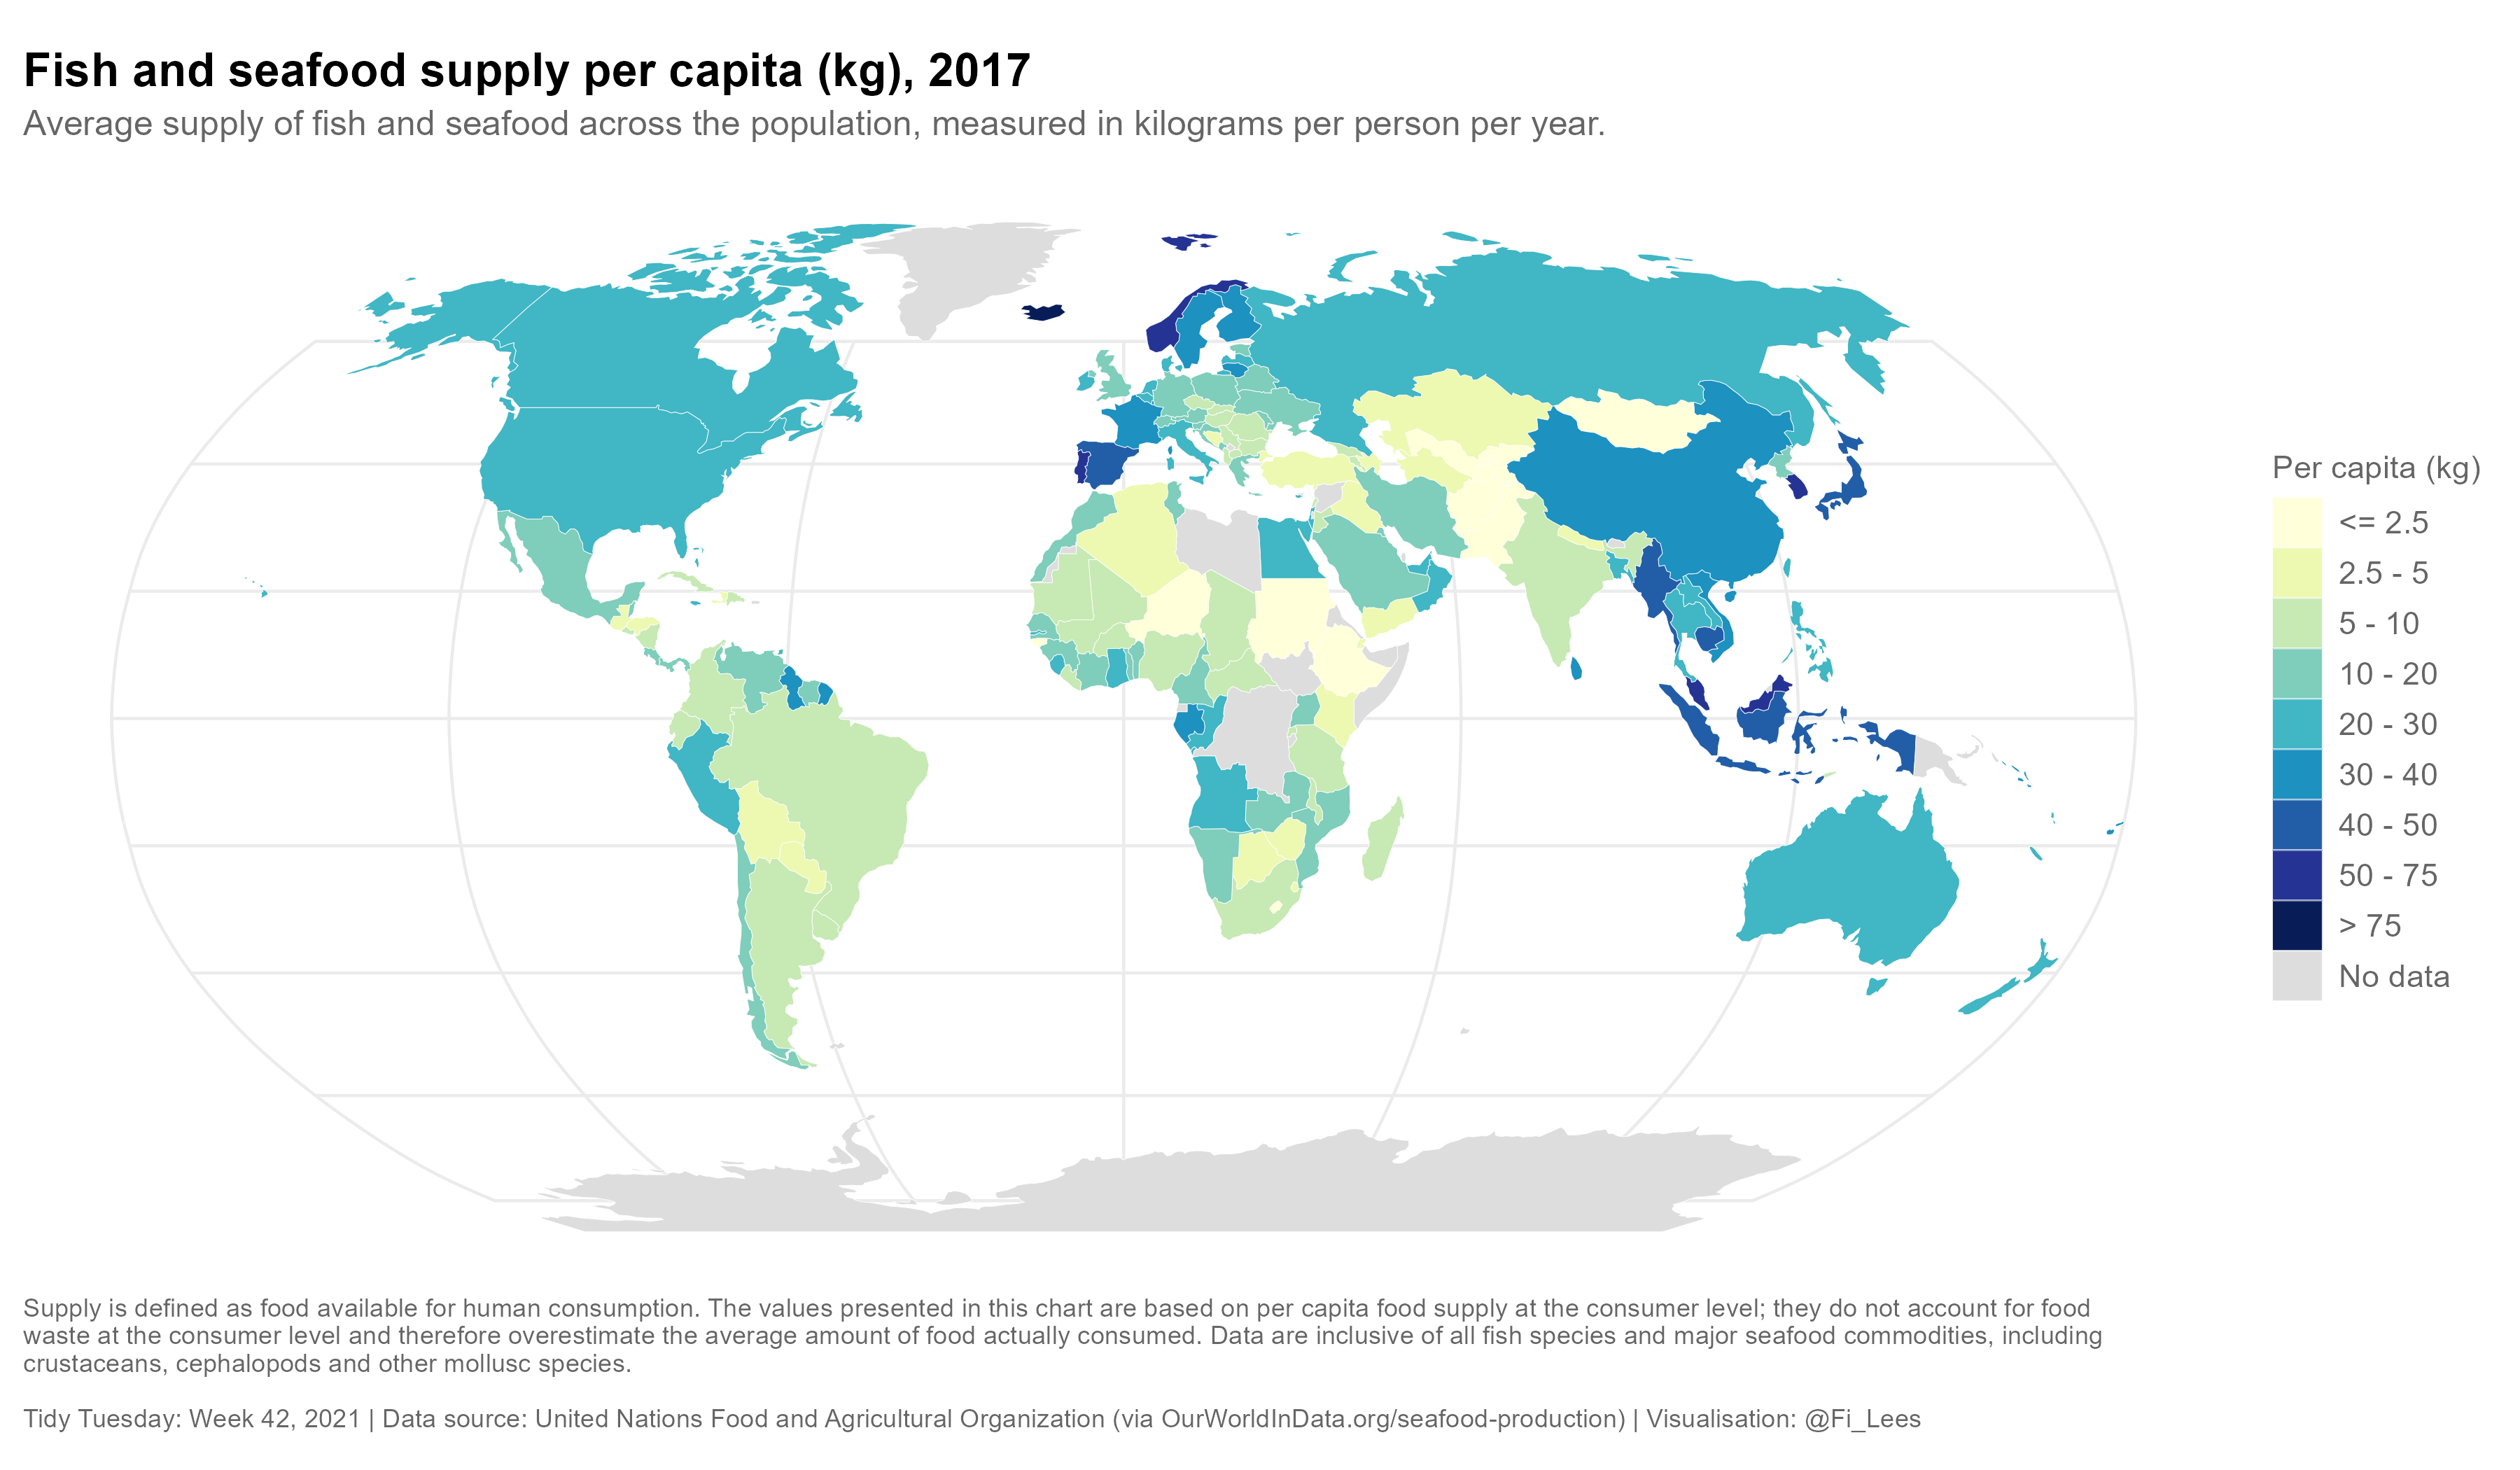 Fish and seafood supply per capita (kg), 2017
Average supply of fish and seafood across the population, measured in kilograms per person per year.
Per capita (kg)
<= 2.5
2.5 - 5
5 - 10
10 - 20
20 - 30
30 - 40
40 - 50
50 - 75
> 75
No data
Supply is defined as food available for human consumption. The values presented in this chart are based on per capita food supply at the consumer level; they do not account for food
waste at the consumer level and therefore overestimate the average amount of food actually consumed. Data are inclusive of all fish species and major seafood commodities, including
crustaceans, cephalopods and other mollusc species.
Tidy Tuesday: Week 42, 2021 | Data source: United Nations Food and Agricultural Organization (via OurWorldInData.org/seafood-production) | Visualisation: @Fi_Lees